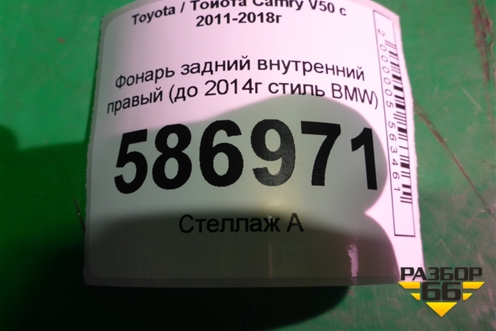 Toyota / Тойота Camry V50 с
2011-2018г
Фонарь задний внутренний
правый (до 2014г стиль BMW)
586971
Стеллаж А
2000005563461
РАЗБОР
66